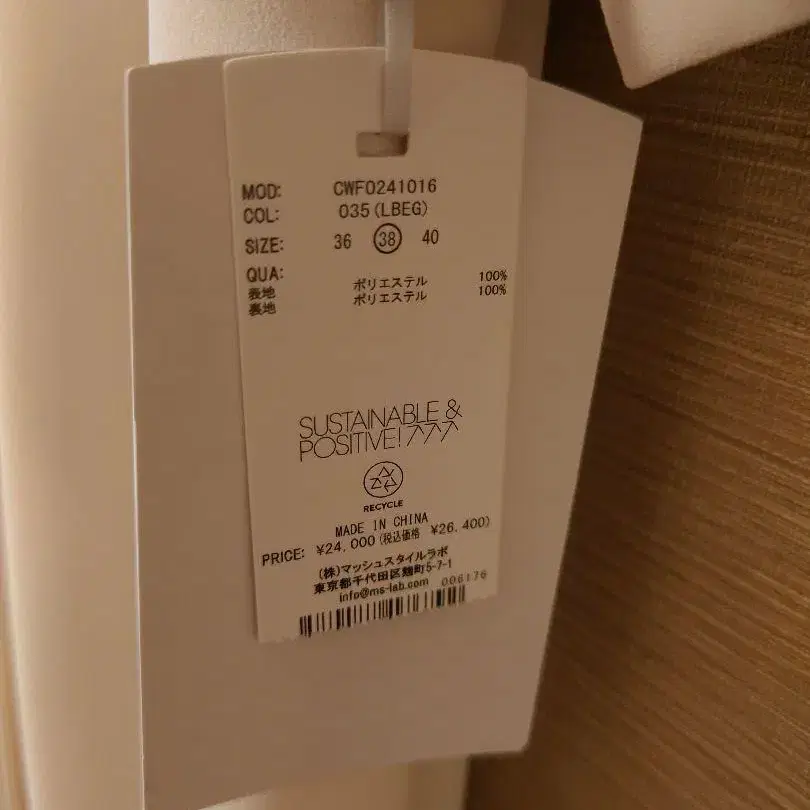 MOD: CWFO241016
COL: 035(LBEG)
SIZE: 36 38 40
QUA:
表地 ポリエステル 100%
裏地 ポリエステル 100%
SUSTAINABLE &
POSITIVE!
RECYCLE
MADE IN CHINA
PRICE: ¥24,000(税込価格 ¥26,400)
(株)マッシュスタイルラボ
東京都千代田区麹町5-7-1
info@ms-lab.com 006176